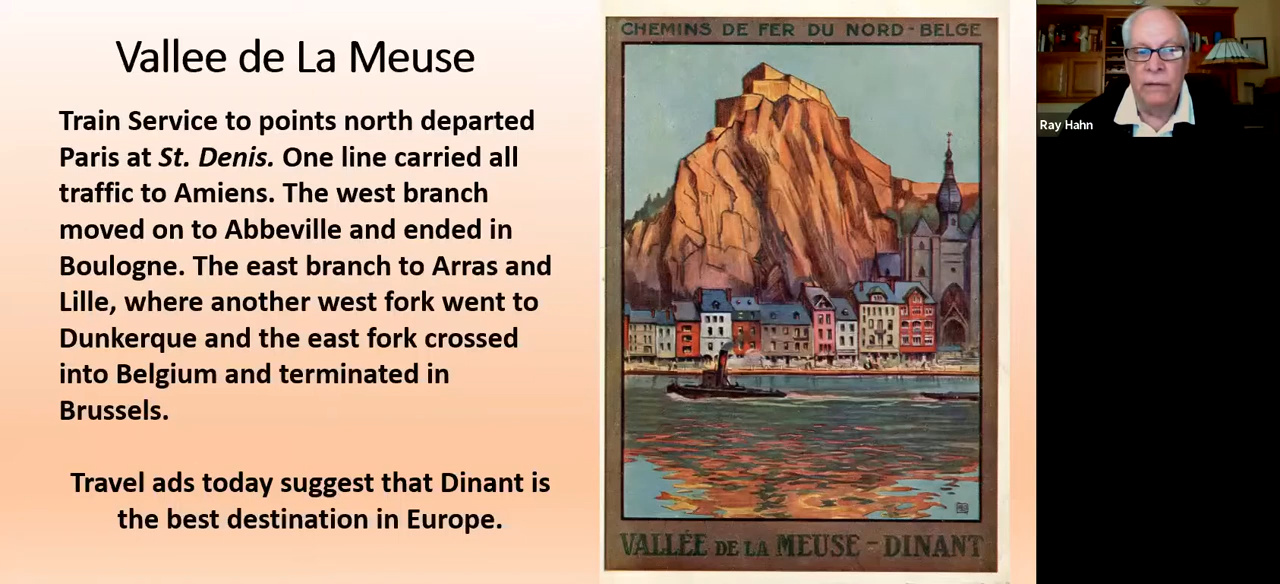 Vallee de La Meuse
Train Service to points north departed
Paris at St. Denis. One line carried all
traffic to Amiens. The west branch
moved on to Abbeville and ended in
Boulogne. The east branch to Arras and
Lille, where another west fork went to
Dunkerque and the east fork crossed
into Belgium and terminated in
Brussels.
Travel ads today suggest that Dinant is
the best destination in Europe.
CHEMINS DE FER DU NORD-BELGE
VALLÉE DE LA MEUSE-DINANT
Ray Hahn